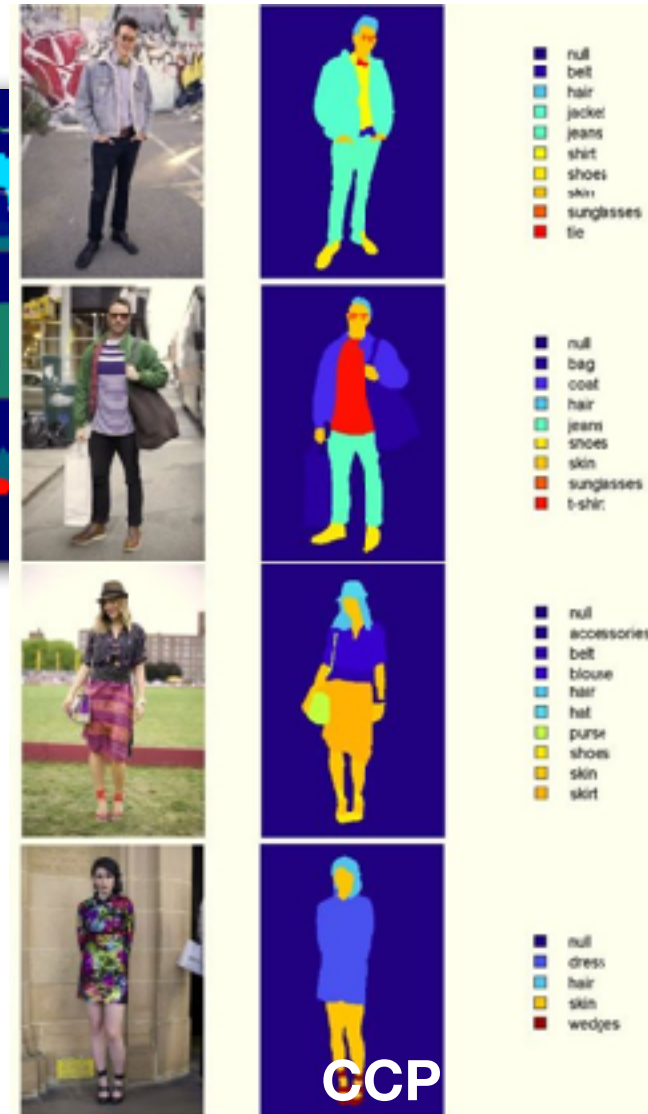 null
belt
hair
jacket
jeans
shirt
shoes
skin
sunglasses
tie
null
bag
coat
hair
jeans
shoes
skin
sunglasses
t-shirt
null
accessories
belt
blouse
hair
hat
purse
shoes
skin
skirt
null
dress
hair
skin
wedges
CCP